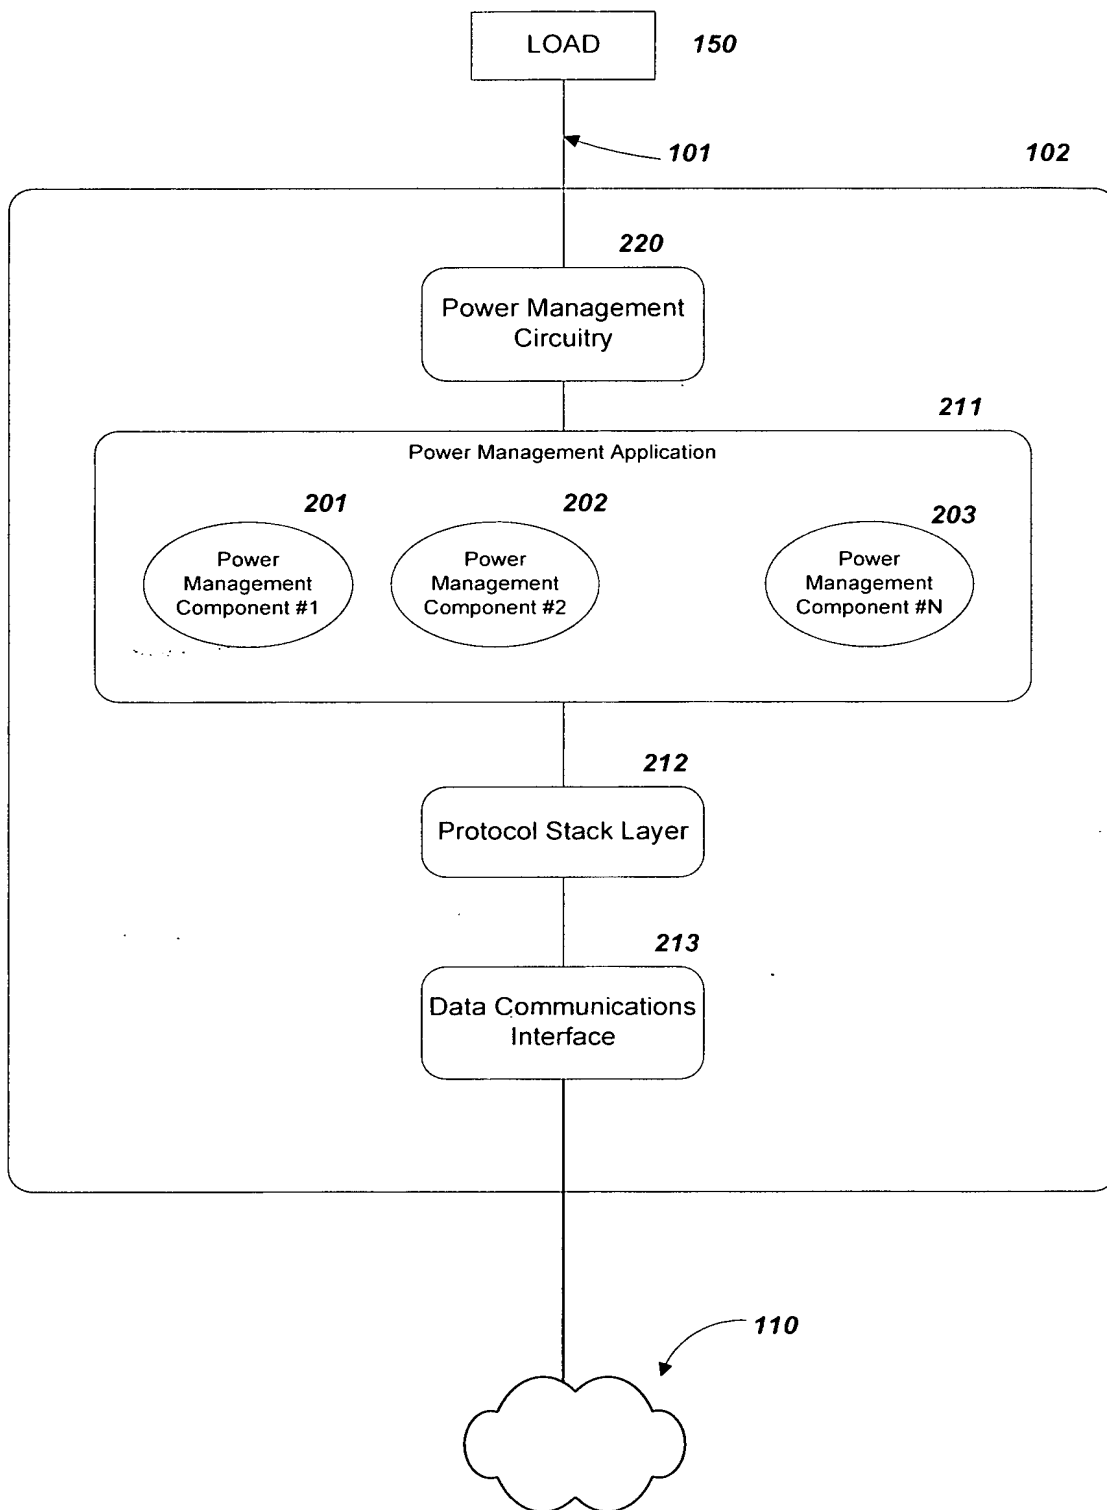 LOAD
150
101
102
220
Power Management
Circuitry
211
Power Management Application
201
202
203
Power
Management
Component #1
Power
Management
Component #2
Power
Management
Component #N
212
Protocol Stack Layer
213
Data Communications
Interface
110